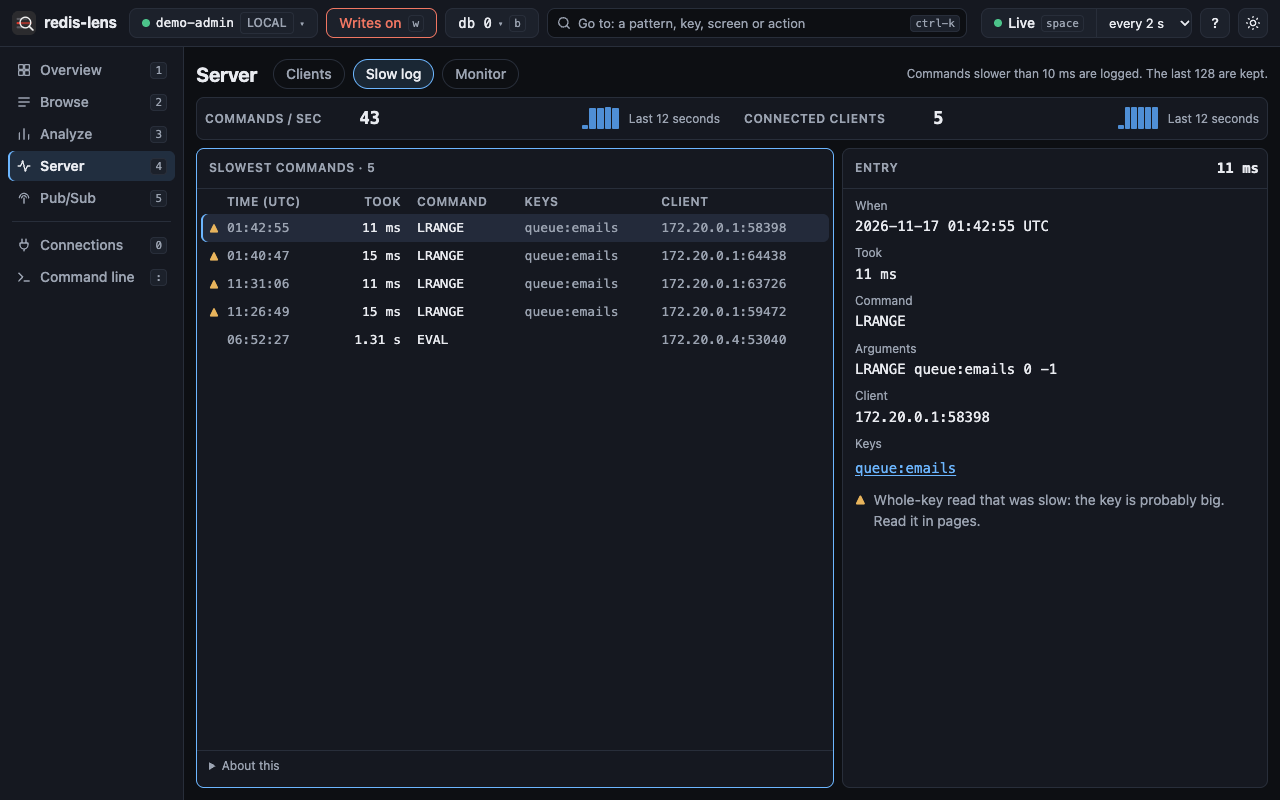 redis-lens demo-admin LOCAL Writes on w db 0 b Go to: a pattern, key, screen or action ctrl-k Live space every 2 s ?
Overview 1
Browse 2
Analyze 3
Server 4
Pub/Sub 5
Connections 0
Command line :
Server Clients Slow log Monitor Commands slower than 10 ms are logged. The last 128 are kept.
COMMANDS / SEC 43 Last 12 seconds CONNECTED CLIENTS 5 Last 12 seconds
SLOWEST COMMANDS · 5
TIME (UTC) TOOK COMMAND KEYS CLIENT
01:42:55 11 ms LRANGE queue:emails 172.20.0.1:58398
01:40:47 15 ms LRANGE queue:emails 172.20.0.1:64438
11:31:06 11 ms LRANGE queue:emails 172.20.0.1:63726
11:26:49 15 ms LRANGE queue:emails 172.20.0.1:59472
06:52:27 1.31 s EVAL 172.20.0.4:53040
About this
ENTRY 11 ms
When
2026-11-17 01:42:55 UTC
Took
11 ms
Command
LRANGE
Arguments
LRANGE queue:emails 0 -1
Client
172.20.0.1:58398
Keys
queue:emails
Whole-key read that was slow: the key is probably big.
Read it in pages.